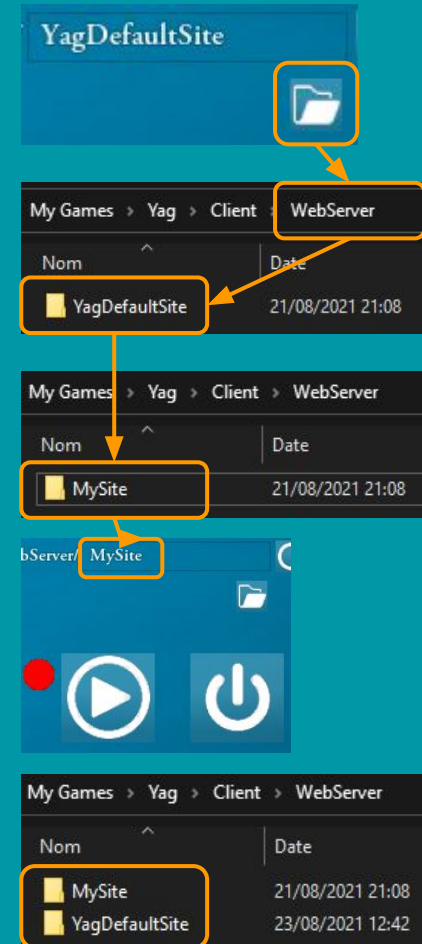 YagDefaultSite
My Games > Yag > Client > WebServer
Nom Date
YagDefaultSite 21/08/2021 21:08
My Games > Yag > Client > WebServer
Nom Date
MySite 21/08/2021 21:08
bServer/ MySite
My Games > Yag > Client > WebServer
Nom Date
MySite 21/08/2021 21:08
YagDefaultSite 23/08/2021 12:42